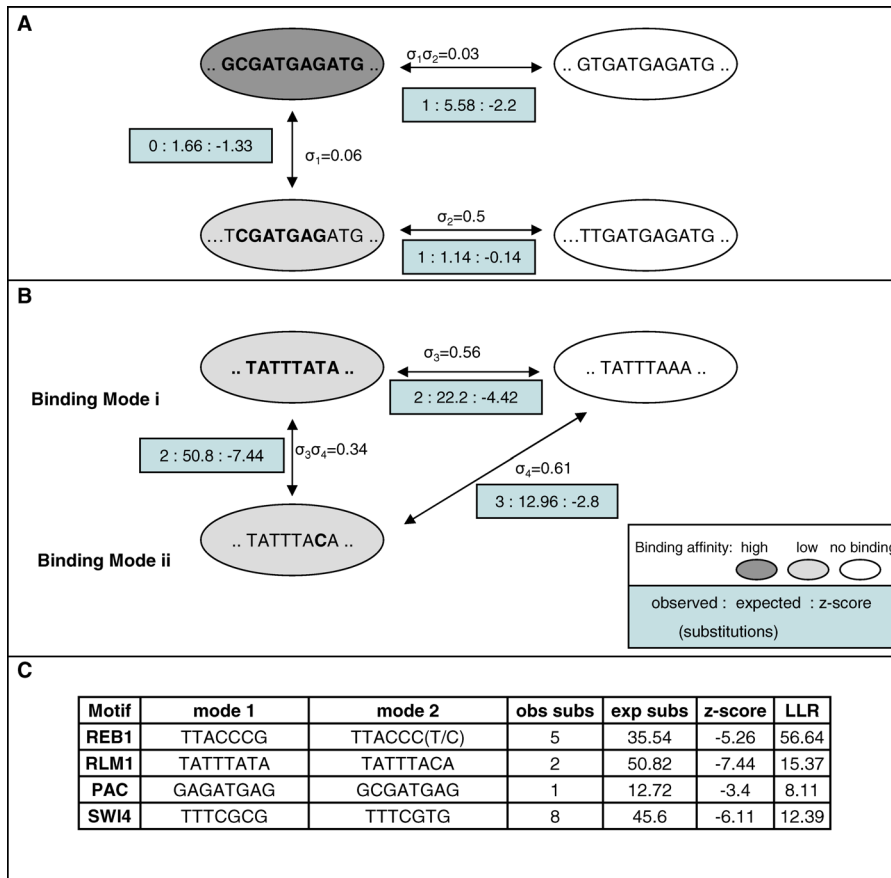 A
.. GCGATGAGATG ..
σ1σ2=0.03
.. GTGATGAGATG ..
1 : 5.58 : -2.2
0 : 1.66 : -1.33
σ1=0.06
...TCGATGAGATG ..
σ2=0.5
...TTGATGAGATG ..
1 : 1.14 : -0.14
B
.. TATTTATA ..
σ3=0.56
.. TATTTAAA ..
Binding Mode i
2 : 22.2 : -4.42
2 : 50.8 : -7.44
σ3σ4=0.34
σ4=0.61
3 : 12.96 : -2.8
.. TATTTACA ..
Binding Mode ii
Binding affinity: high low no binding
observed : expected : z-score
(substitutions)
C
Motif mode 1 mode 2 obs subs exp subs z-score LLR
REB1 TTACCCG TTACCC(T/C) 5 35.54 -5.26 56.64
RLM1 TATTTATA TATTTACA 2 50.82 -7.44 15.37
PAC GAGATGAG GCGATGAG 1 12.72 -3.4 8.11
SWI4 TTTCGCG TTTCGTG 8 45.6 -6.11 12.39